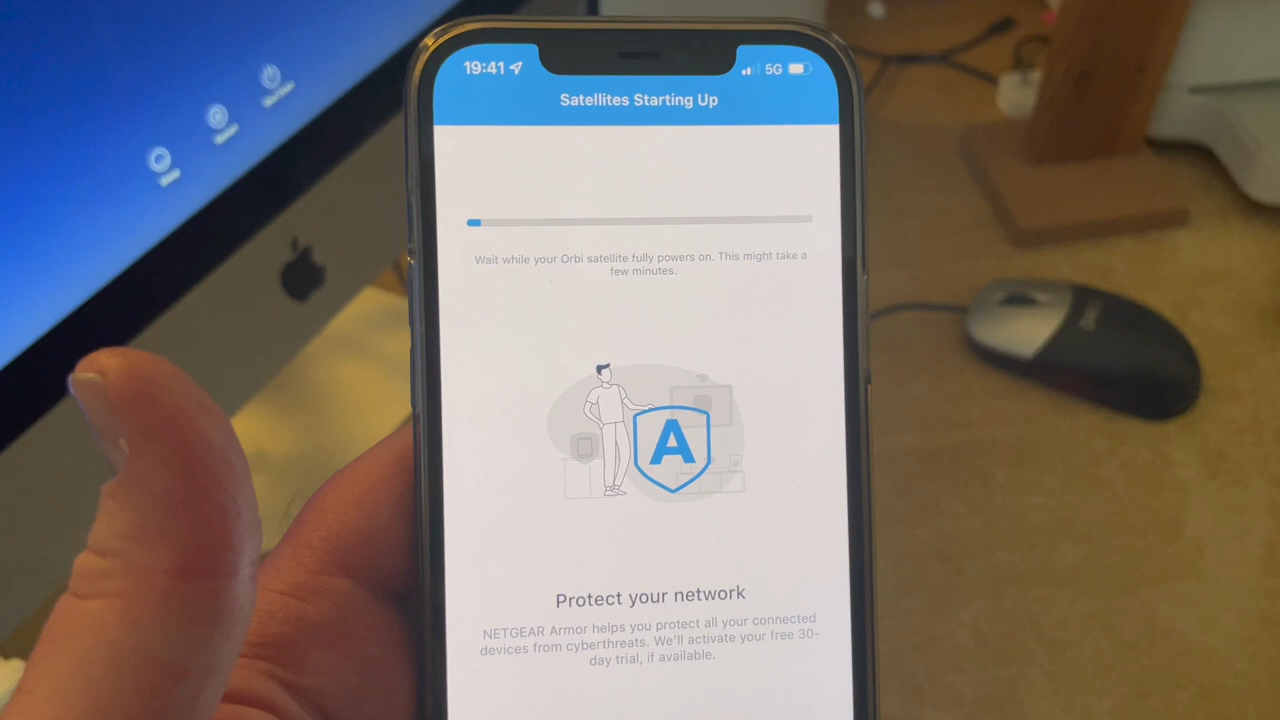 19:41
5G
Satellites Starting Up
Wait while your Orbi satellite fully powers on. This might take a
few minutes.
A
Protect your network
NETGEAR Armor helps you protect all your connected
devices from cyberthreats. We'll activate your free 30-
day trial, if available.